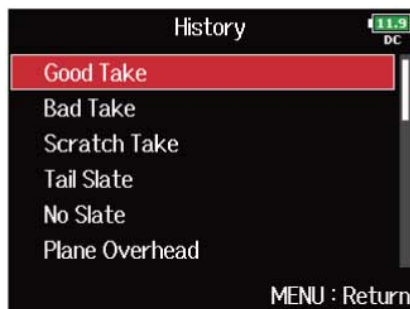 History
11.9
DC
Good Take
Bad Take
Scratch Take
Tail Slate
No Slate
Plane Overhead
MENU : Return